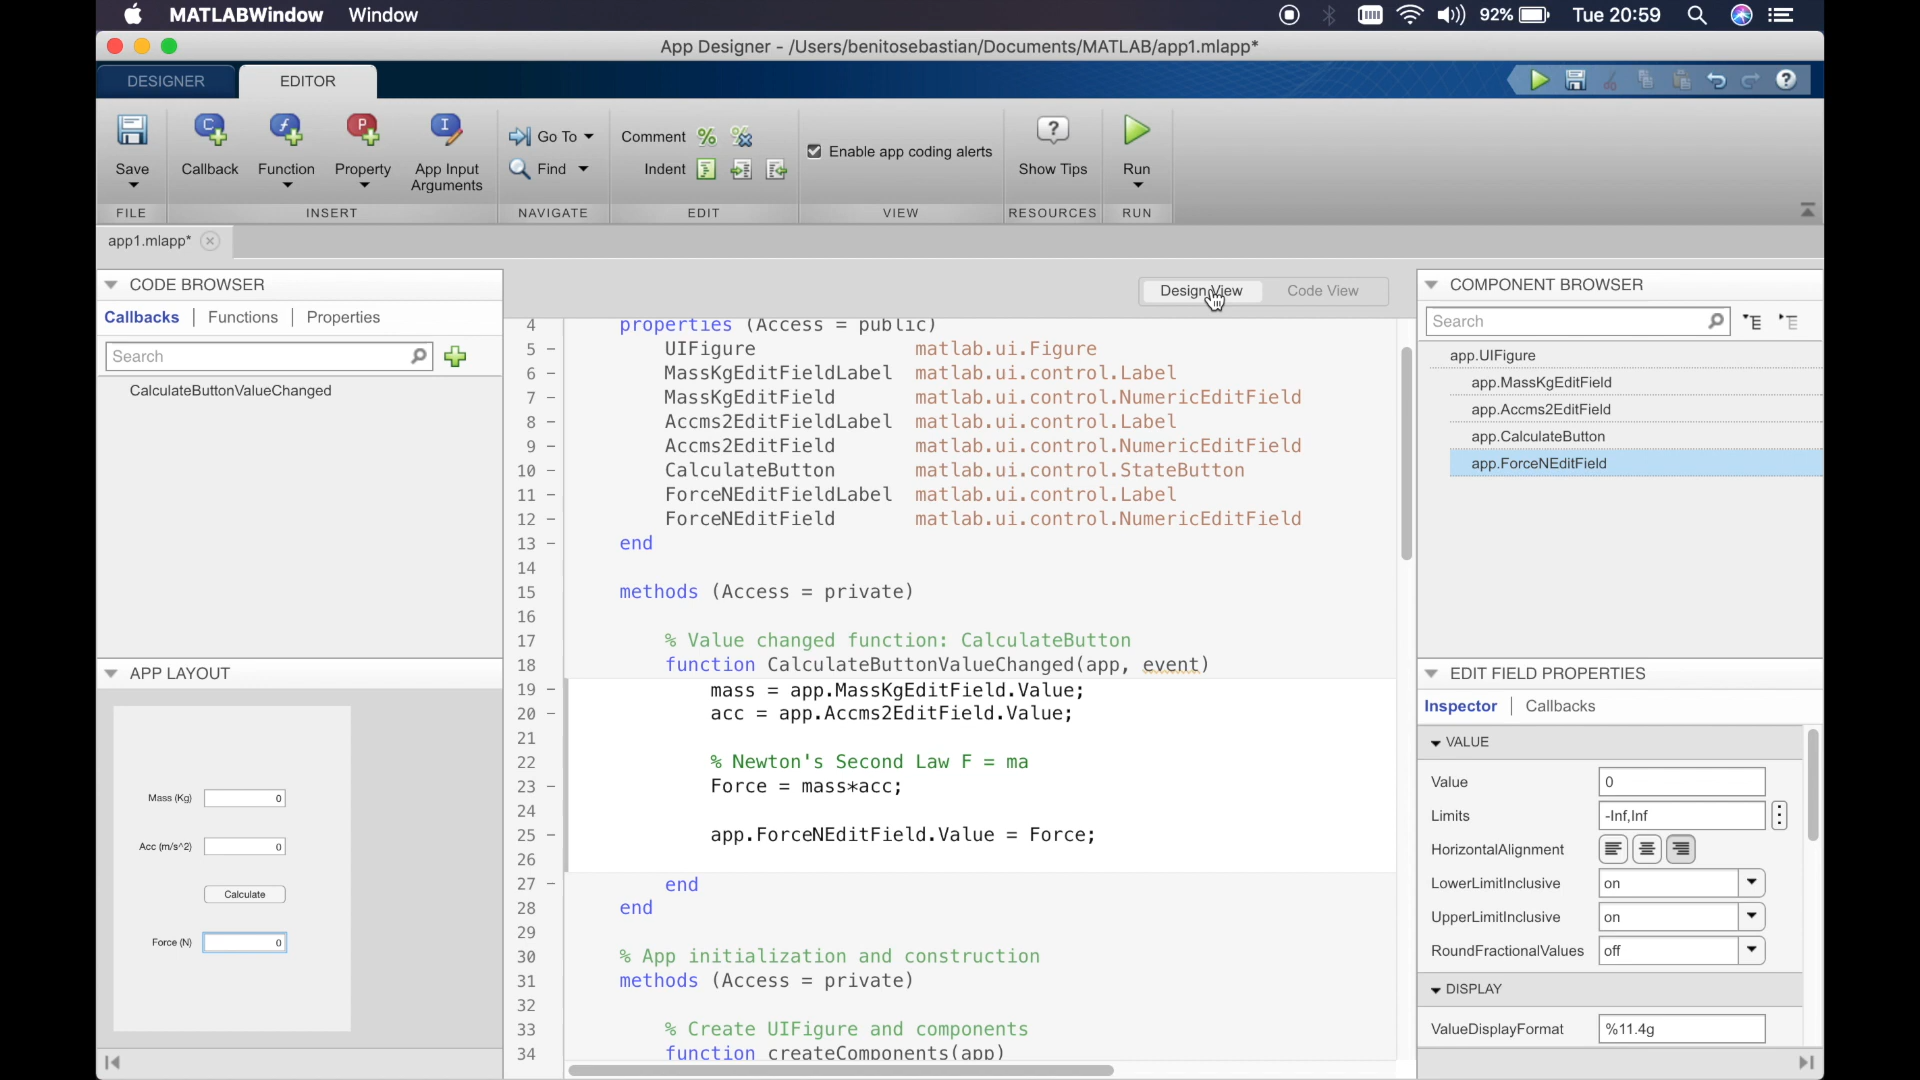 MATLABWindow Window 92% Tue 20:59
App Designer - /Users/benitosebastian/Documents/MATLAB/app1.mlapp*
DESIGNER EDITOR
Save Callback Function Property App Input Arguments
Go To
Find
Comment
Indent
Enable app coding alerts
Show Tips
Run
FILE INSERT NAVIGATE EDIT VIEW RESOURCES RUN
app1.mlapp*
CODE BROWSER
Callbacks Functions Properties
Search
CalculateButtonValueChanged
APP LAYOUT
Mass (Kg) 0
Acc (m/s^2) 0
Calculate
Force (N) 0
Design View Code View
4 properties (Access = public)
5 - UIFigure matlab.ui.Figure
6 - MassKgEditFieldLabel matlab.ui.control.Label
7 - MassKgEditField matlab.ui.control.NumericEditField
8 - Accms2EditFieldLabel matlab.ui.control.Label
9 - Accms2EditField matlab.ui.control.NumericEditField
10 - CalculateButton matlab.ui.control.StateButton
11 - ForceNEditFieldLabel matlab.ui.control.Label
12 - ForceNEditField matlab.ui.control.NumericEditField
13 - end
14
15 methods (Access = private)
16
17 % Value changed function: CalculateButton
18 function CalculateButtonValueChanged(app, event)
19 - mass = app.MassKgEditField.Value;
20 - acc = app.Accms2EditField.Value;
21
22 % Newton's Second Law F = ma
23 - Force = mass*acc;
24
25 - app.ForceNEditField.Value = Force;
26
27 - end
28 end
29
30 % App initialization and construction
31 methods (Access = private)
32
33 % Create UIFigure and components
34 function createComponents(app)
COMPONENT BROWSER
Search
app.UIFigure
app.MassKgEditField
app.Accms2EditField
app.CalculateButton
app.ForceNEditField
EDIT FIELD PROPERTIES
Inspector Callbacks
VALUE
Value 0
Limits -Inf,Inf
HorizontalAlignment
LowerLimitInclusive on
UpperLimitInclusive on
RoundFractionalValues off
DISPLAY
ValueDisplayFormat %11.4g